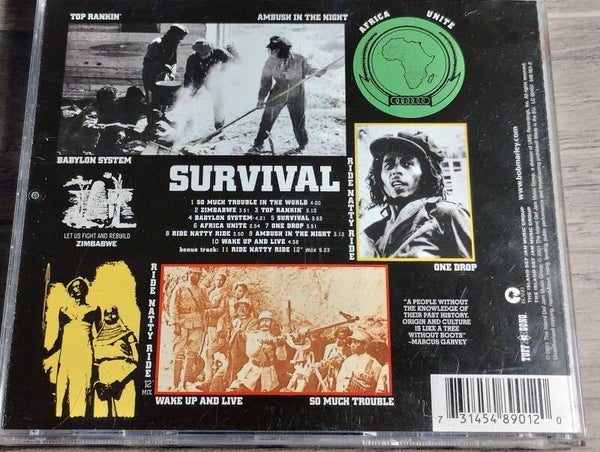 TOP RANKIN'
AMBUSH IN THE NIGHT
AFRICA UNITE
BABYLON SYSTEM
SURVIVAL
1 SO MUCH TROUBLE IN THE WORLD 4.00
2 ZIMBABWE 3.51 3 TOP RANKIN' 3.10
4 BABYLON SYSTEM 4.21 5 SURVIVAL 3.53
6 AFRICA UNITE 2.54 7 ONE DROP 3.51
8 RIDE NATTY RIDE 3.50 9 AMBUSH IN THE NIGHT 3.12
10 WAKE UP AND LIVE 4.58
bonus track: 11 RIDE NATTY RIDE 12" mix 6.23
RIDE NATTY RIDE
ONE DROP
LET US FIGHT AND REBUILD
ZIMBABWE
RIDE NATTY RIDE
12"
MIX
WAKE UP AND LIVE
SO MUCH TROUBLE
"A PEOPLE WITHOUT
THE KNOWLEDGE OF
THEIR PAST HISTORY,
ORIGIN AND CULTURE
IS LIKE A TREE
WITHOUT ROOTS"
-MARCUS GARVEY
www.bobmarley.com
THE ISLAND DEF JAM MUSIC GROUP
TUFF GONG
7 31454 89012 0